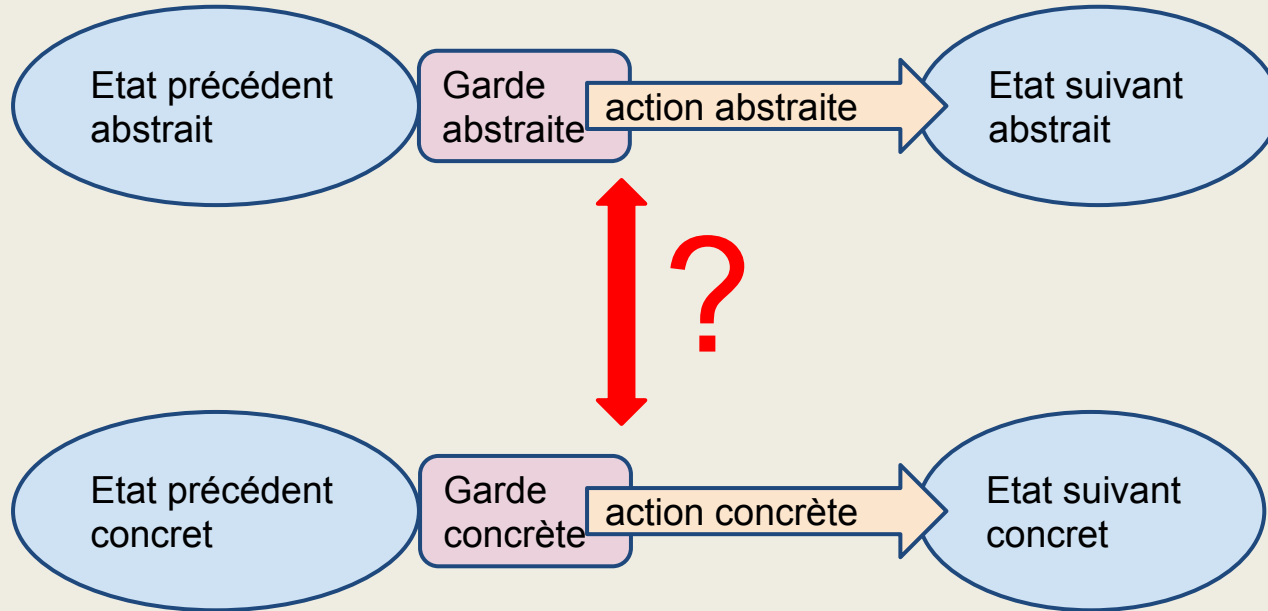 Etat précédent
abstrait
Garde
abstraite
action abstraite
Etat suivant
abstrait
?
Etat précédent
concret
Garde
concrète
action concrète
Etat suivant
concret